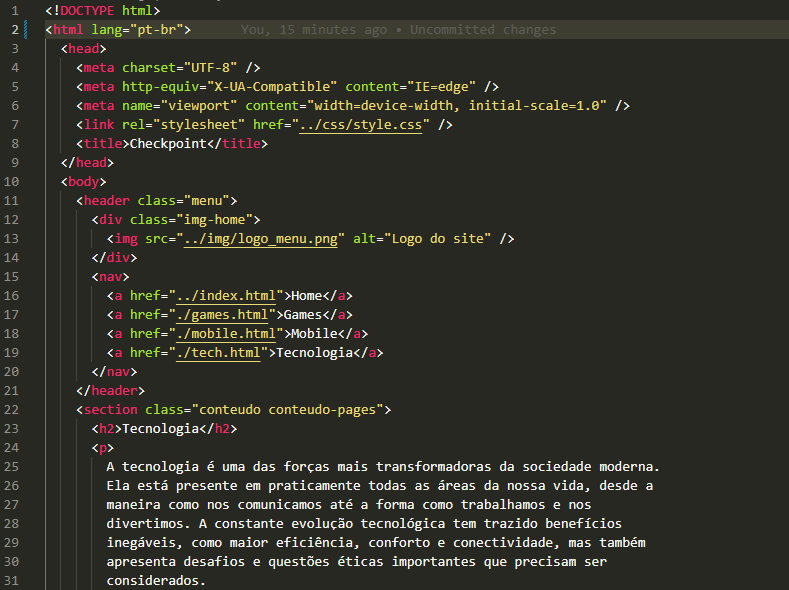 1 <!DOCTYPE html>
2 <html lang="pt-br"> You, 15 minutes ago • Uncommitted changes
3 <head>
4 <meta charset="UTF-8" />
5 <meta http-equiv="X-UA-Compatible" content="IE=edge" />
6 <meta name="viewport" content="width=device-width, initial-scale=1.0" />
7 <link rel="stylesheet" href="../css/style.css" />
8 <title>Checkpoint</title>
9 </head>
10 <body>
11 <header class="menu">
12 <div class="img-home">
13 <img src="../img/logo_menu.png" alt="Logo do site" />
14 </div>
15 <nav>
16 <a href="../index.html">Home</a>
17 <a href="./games.html">Games</a>
18 <a href="./mobile.html">Mobile</a>
19 <a href="./tech.html">Tecnologia</a>
20 </nav>
21 </header>
22 <section class="conteudo conteudo-pages">
23 <h2>Tecnologia</h2>
24 <p>
25 A tecnologia é uma das forças mais transformadoras da sociedade moderna.
26 Ela está presente em praticamente todas as áreas da nossa vida, desde a
27 maneira como nos comunicamos até a forma como trabalhamos e nos
28 divertimos. A constante evolução tecnológica tem trazido benefícios
29 inegáveis, como maior eficiência, conforto e conectividade, mas também
30 apresenta desafios e questões éticas importantes que precisam ser
31 considerados.